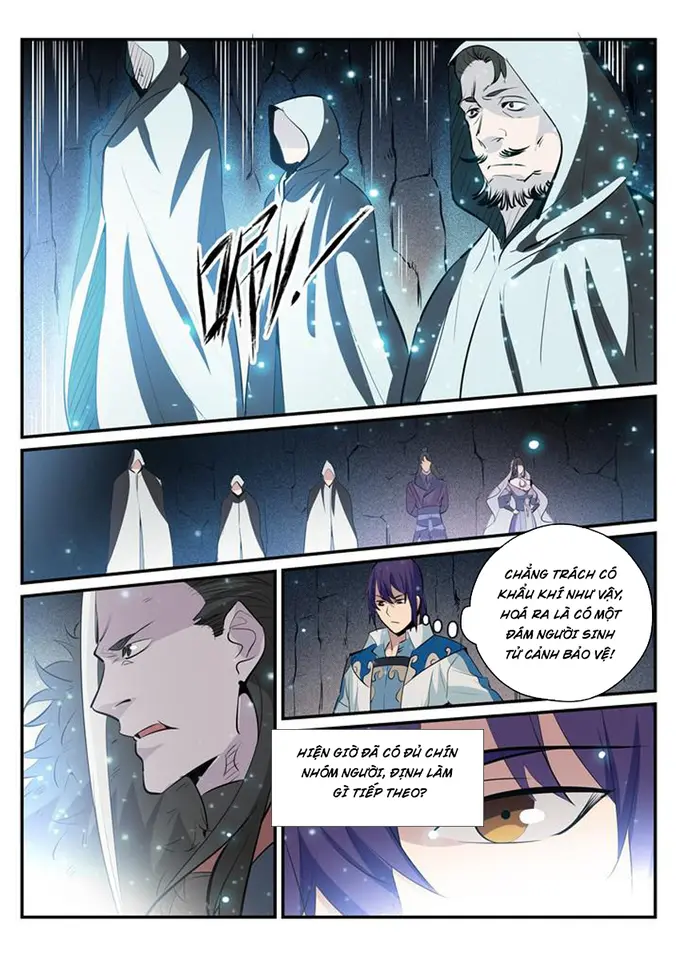 CHẲNG TRÁCH CÓ
KHẨU KHÍ NHƯ VẬY,
HOÁ RA LÀ CÓ MỘT
ĐÁM NGƯỜI SINH
TỬ CẢNH BẢO VỆ!
HIỆN GIỜ ĐÃ CÓ ĐỦ CHÍN
NHÓM NGƯỜI, ĐỊNH LÀM
GÌ TIẾP THEO?